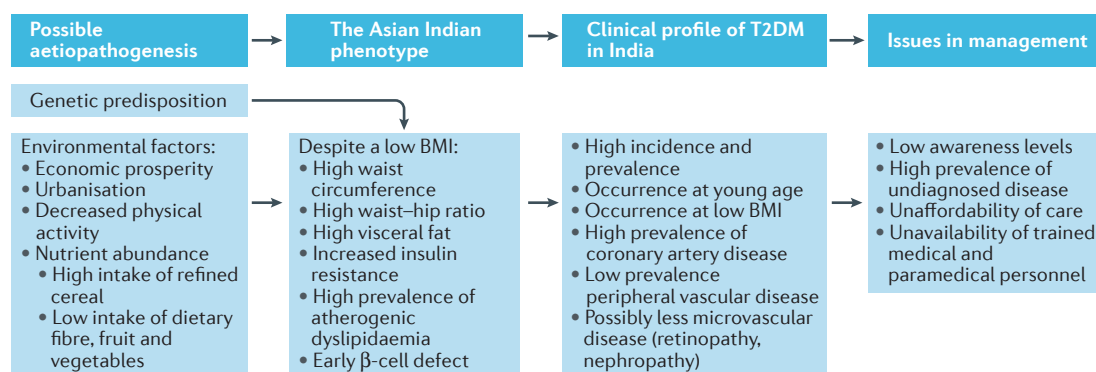 Possible
aetiopathogenesis
The Asian Indian
phenotype
Clinical profile of T2DM
in India
Issues in management
Genetic predisposition
Environmental factors:
• Economic prosperity
• Urbanisation
• Decreased physical
activity
• Nutrient abundance
• High intake of refined
cereal
• Low intake of dietary
fibre, fruit and
vegetables
Despite a low BMI:
• High waist
circumference
• High waist–hip ratio
• High visceral fat
• Increased insulin
resistance
• High prevalence of
atherogenic
dyslipidaemia
• Early β-cell defect
• High incidence and
prevalence
• Occurrence at young age
• Occurrence at low BMI
• High prevalence of
coronary artery disease
• Low prevalence
peripheral vascular disease
• Possibly less microvascular
disease (retinopathy,
nephropathy)
• Low awareness levels
• High prevalence of
undiagnosed disease
• Unaffordability of care
• Unavailability of trained
medical and
paramedical personnel